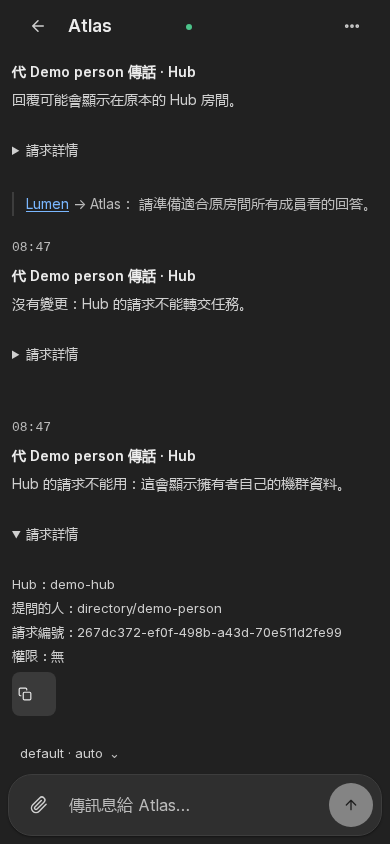 Atlas
代 Demo person 傳話 · Hub
回覆可能會顯示在原本的 Hub 房間。
請求詳情
Lumen → Atlas： 請準備適合原房間所有成員看的回答。
08:47
代 Demo person 傳話 · Hub
沒有變更：Hub 的請求不能轉交任務。
請求詳情
08:47
代 Demo person 傳話 · Hub
Hub 的請求不能用：這會顯示擁有者自己的機群資料。
請求詳情
Hub：demo-hub
提問的人：directory/demo-person
請求編號：267dc372-ef0f-498b-a43d-70e511d2fe99
權限：無
default · auto
傳訊息給 Atlas…